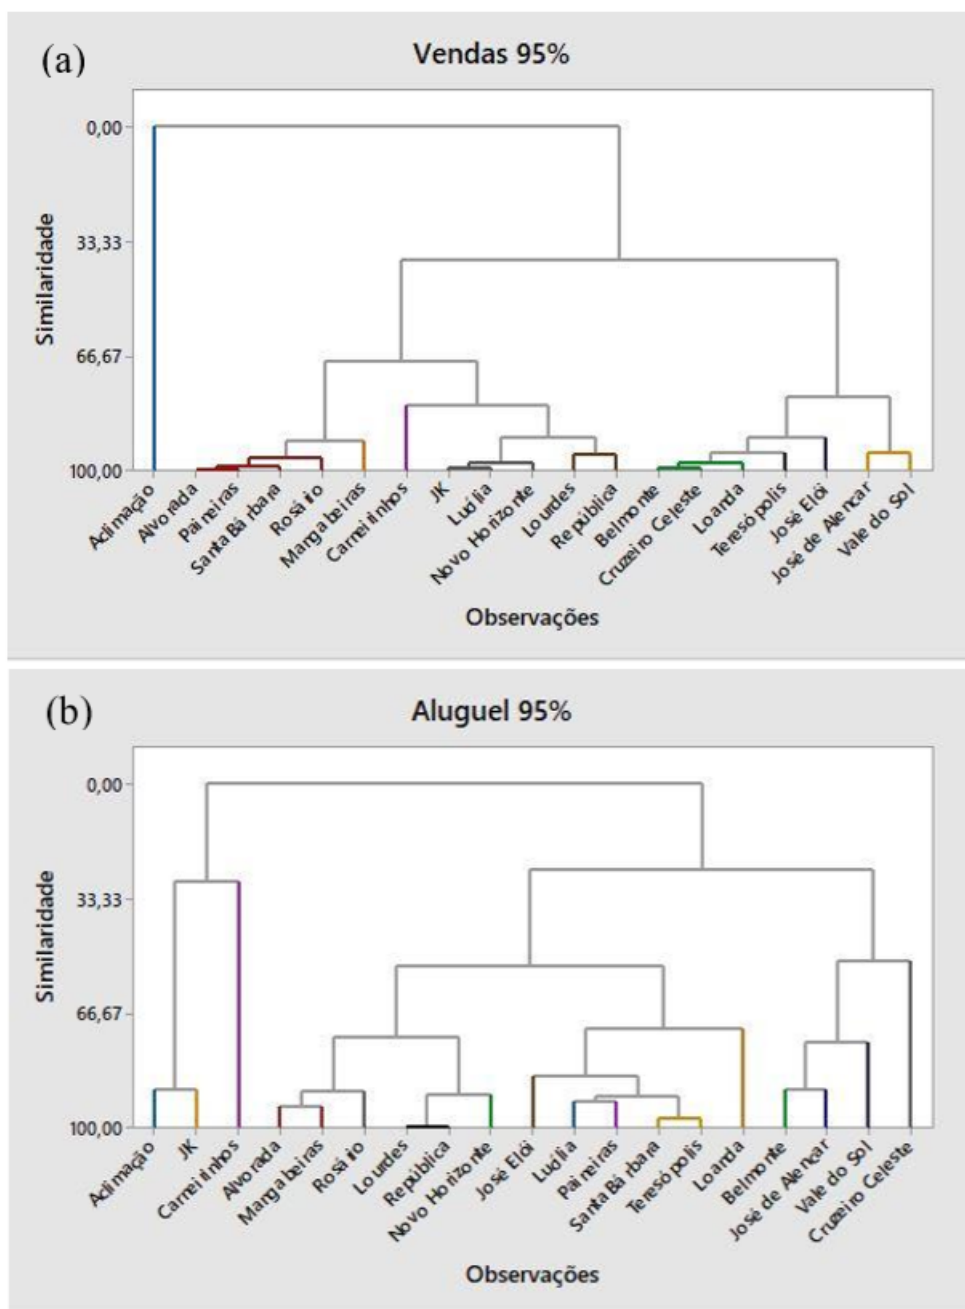 (a)
Vendas 95%
Similaridade
0,00
33,33
66,67
100,00
Aclimação
Alvorada
Paineiras
Santa Bárbara
Rosário
Mangabeiras
Carneirinhos
JK
Lucília
Novo Horizonte
Lourdes
República
Belmonte
Cruzeiro Celeste
Loanda
Teresópolis
José Elói
José de Alencar
Vale do Sol
Observações
(b)
Aluguel 95%
Similaridade
0,00
33,33
66,67
100,00
Aclimação
JK
Carneirinhos
Alvorada
Mangabeiras
Rosário
Lourdes
República
Novo Horizonte
José Elói
Lucília
Paineiras
Santa Bárbara
Teresópolis
Loanda
Belmonte
José de Alencar
Vale do Sol
Cruzeiro Celeste
Observações